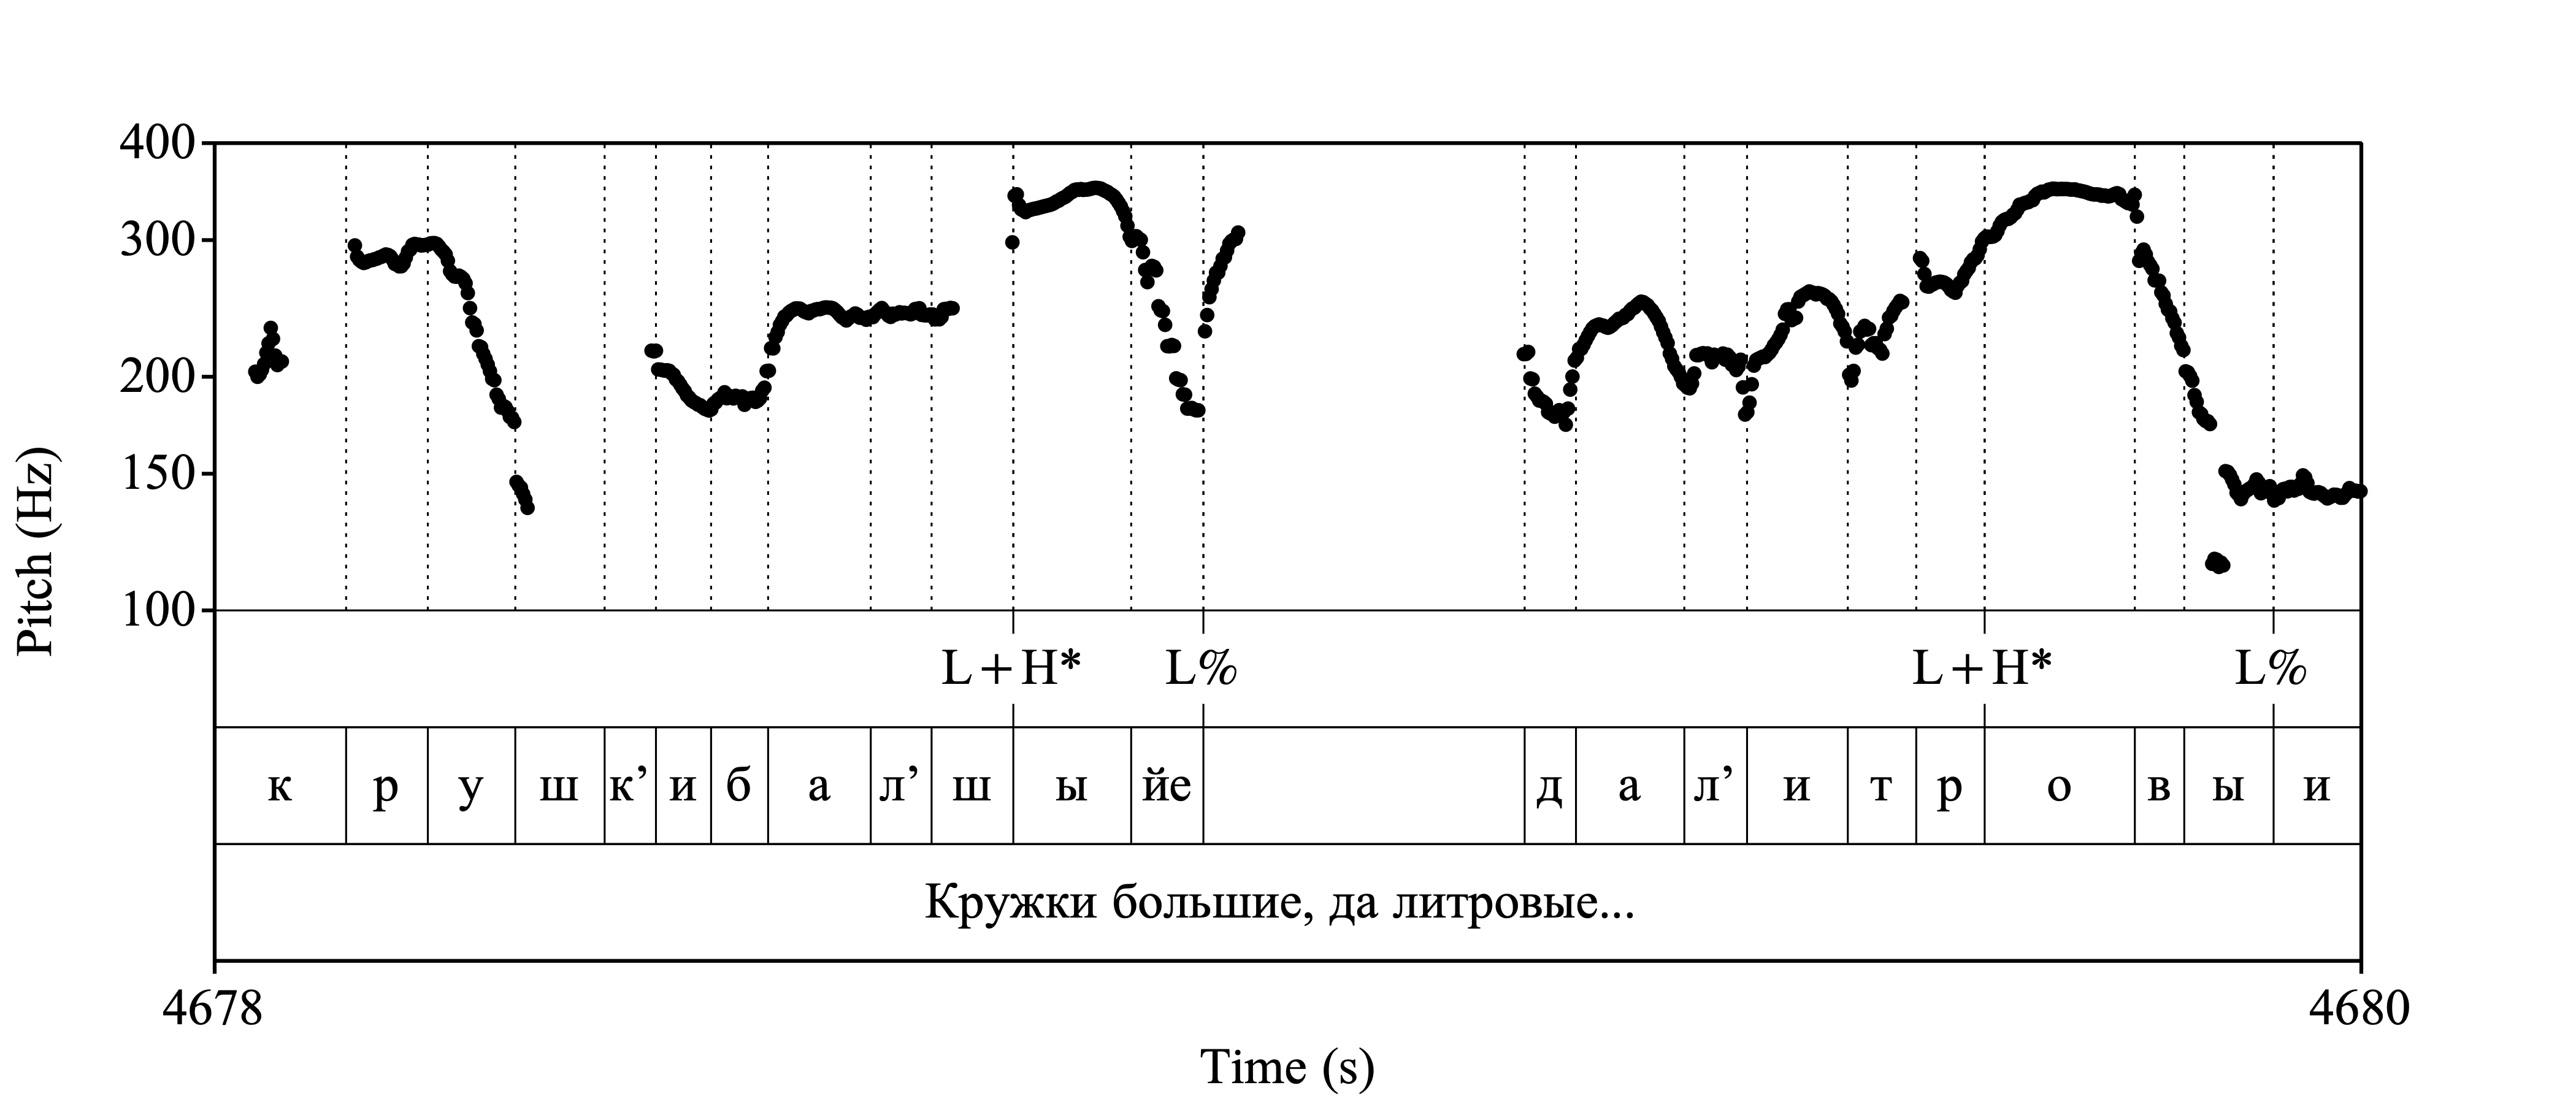 400
300
200
150
100
Pitch (Hz)
L+H* L% L+H* L%
к р у ш к’ и б а л’ ш ы йе д а л’ и т р о в ы и
Кружки большие, да литровые...
4678 4680
Time (s)